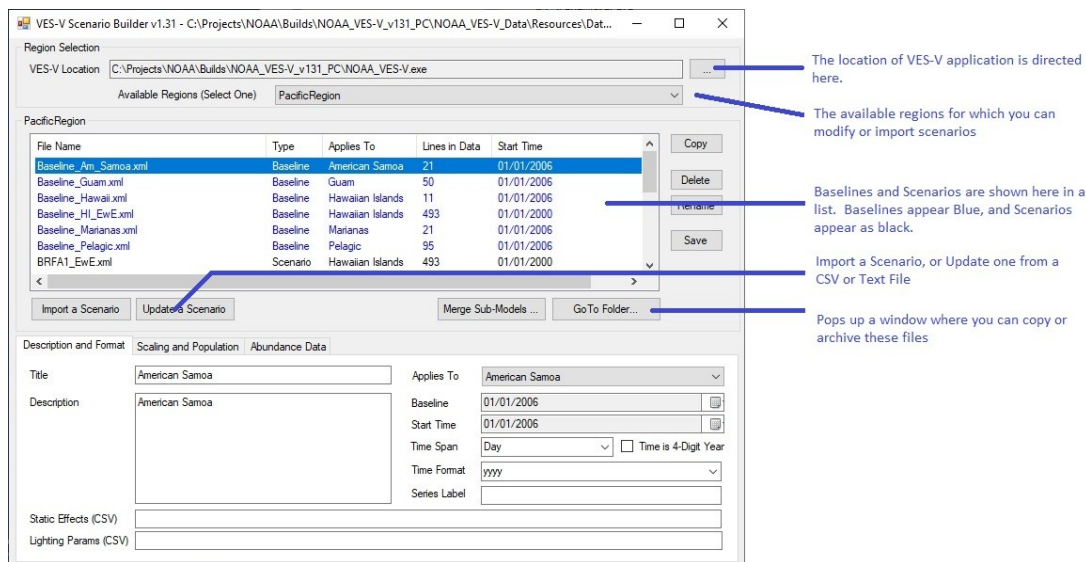 VES-V Scenario Builder v1.31 - C:\Projects\NOAA\Builds\NOAA_VES-V_v131_PC\NOAA_VES-V_Data\Resources\Dat...
Region Selection
VES-V Location C:\Projects\NOAA\Builds\NOAA_VES-V_v131_PC\NOAA_VES-V.exe ...
Available Regions (Select One) PacificRegion
PacificRegion
File Name Type Applies To Lines in Data Start Time
Baseline_Am_Samoa.xml Baseline American Samoa 21 01/01/2006
Baseline_Guam.xml Baseline Guam 50 01/01/2006
Baseline_Hawaii.xml Baseline Hawaiian Islands 11 01/01/2006
Baseline_HI_EwE.xml Baseline Hawaiian Islands 493 01/01/2000
Baseline_Marianas.xml Baseline Marianas 21 01/01/2006
Baseline_Pelagic.xml Baseline Pelagic 95 01/01/2006
BRFA1_EwE.xml Scenario Hawaiian Islands 493 01/01/2000
Copy
Delete
Rename
Save
Import a Scenario Update a Scenario Merge Sub-Models ... GoTo Folder...
Description and Format Scaling and Population Abundance Data
Title American Samoa
Description American Samoa
Applies To American Samoa
Baseline 01/01/2006
Start Time 01/01/2006
Time Span Day Time is 4-Digit Year
Time Format yyyy
Series Label
Static Effects (CSV)
Lighting Params (CSV)
The location of VES-V application is directed
here.
The available regions for which you can
modify or import scenarios
Baselines and Scenarios are shown here in a
list. Baselines appear Blue, and Scenarios
appear as black.
Import a Scenario, or Update one from a
CSV or Text File
Pops up a window where you can copy or
archive these files